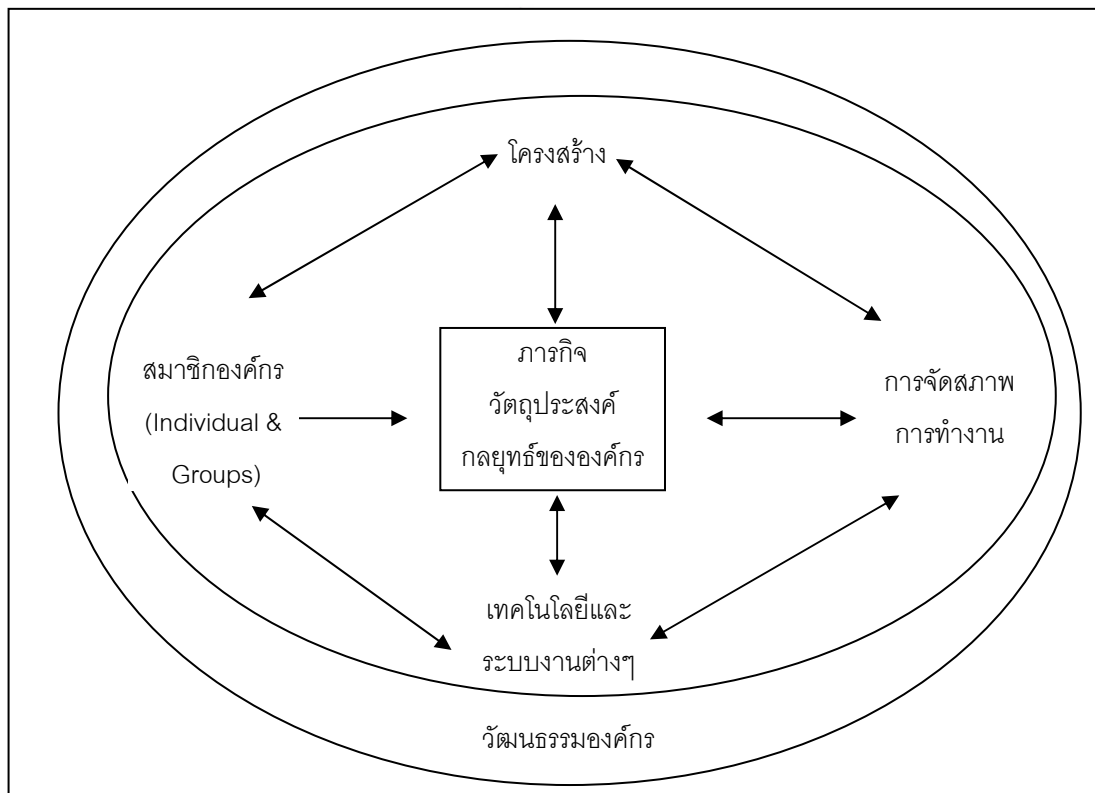 โครงสร้าง
สมาชิกองค์กร
(Individual &
Groups)
ภารกิจ
วัตถุประสงค์
กลยุทธ์ขององค์กร
การจัดสภาพ
การทำงาน
เทคโนโลยีและ
ระบบงานต่างๆ
วัฒนธรรมองค์กร